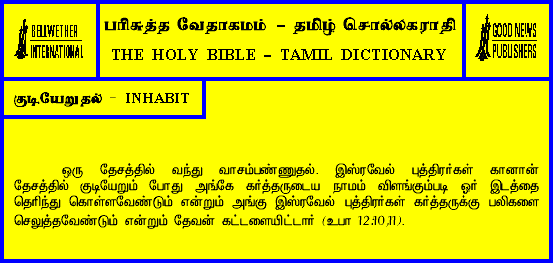 BELLWETHER
INTERNATIONAL
பரிசுத்த வேதாகமம் – தமிழ் சொல்லகராதி
THE HOLY BIBLE – TAMIL DICTIONARY
GOOD NEWS
PUBLISHERS
குடியேறுதல் – INHABIT
ஒரு தேசத்தில் வந்து வாசம்பண்ணுதல். இஸ்ரவேல் புத்திரர்கள் கானான்
தேசத்தில் குடியேறும் போது அங்கே கர்த்தருடைய நாமம் விளங்கும்படி ஓர் இடத்தை
தெரிந்து கொள்ளவேண்டும் என்றும் அங்கு இஸ்ரவேல் புத்திரர்கள் கர்த்தருக்கு பலிகளை
செலுத்தவேண்டும் என்றும் தேவன் கட்டளையிட்டார் (உபா 12:10,11).